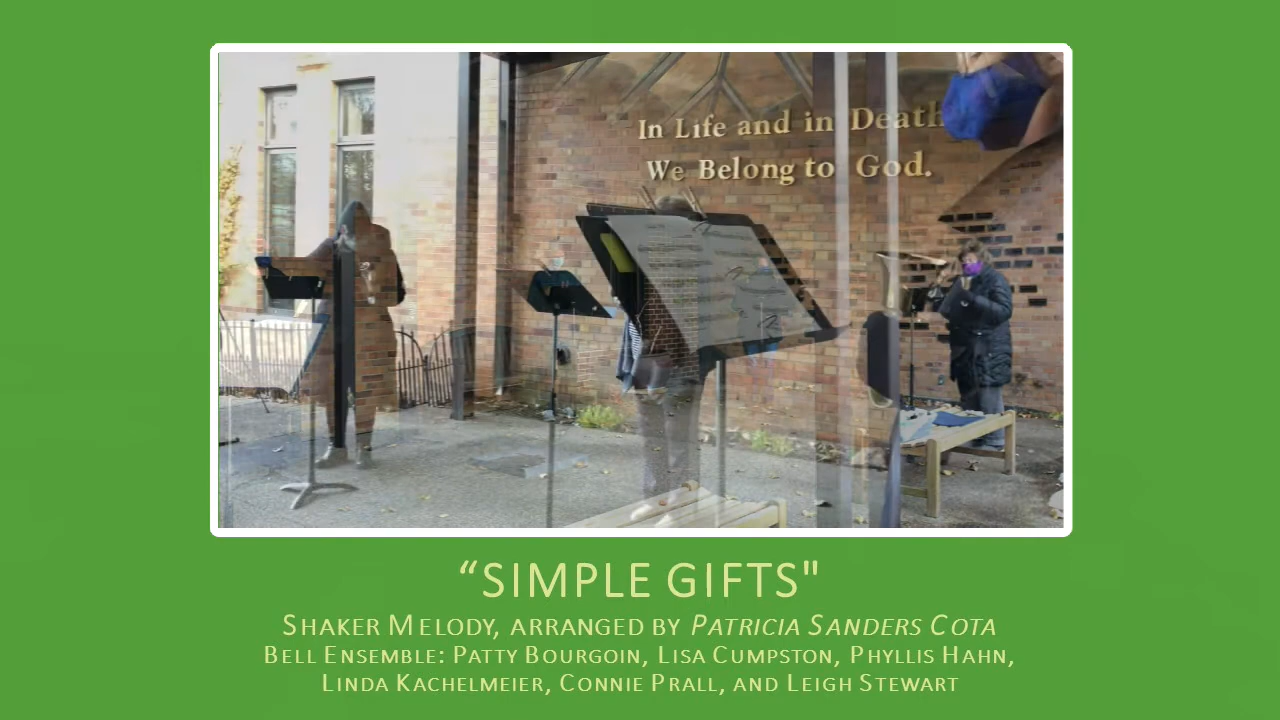 In Life and in Death
We Belong to God.
“SIMPLE GIFTS"
SHAKER MELODY, ARRANGED BY PATRICIA SANDERS COTA
BELL ENSEMBLE: PATTY BOURGOIN, LISA CUMPSTON, PHYLLIS HAHN,
LINDA KACHELMEIER, CONNIE PRALL, AND LEIGH STEWART